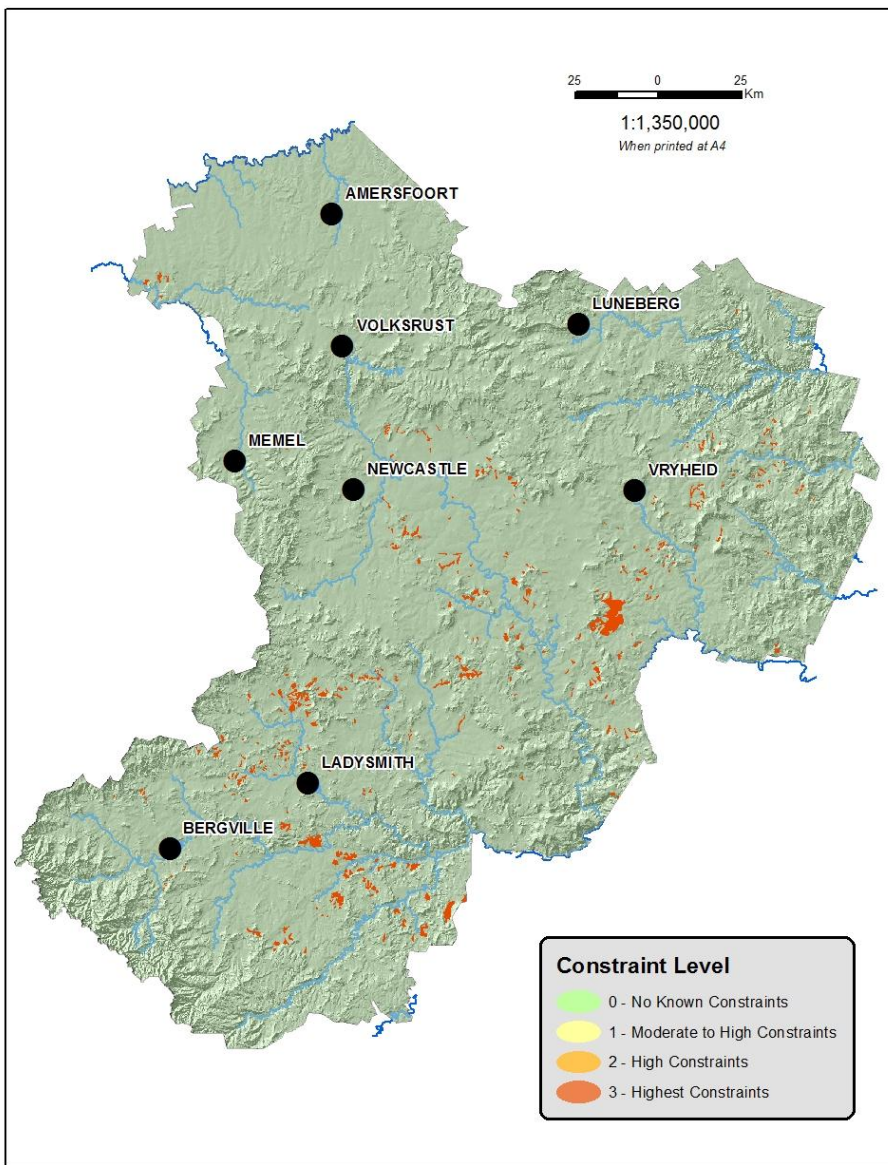 25 0 25
Km
1:1,350,000
When printed at A4
AMERSFOORT
LUNEBERG
VOLKSRUST
MEMEL
NEWCASTLE
VRYHEID
LADYSMITH
BERGVILLE
Constraint Level
0 - No Known Constraints
1 - Moderate to High Constraints
2 - High Constraints
3 - Highest Constraints